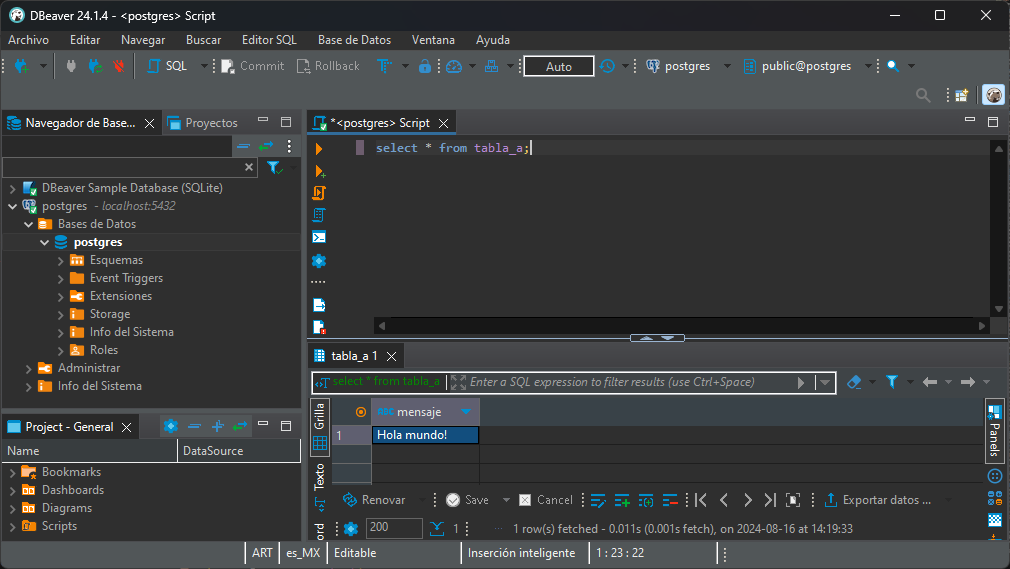 DBeaver 24.1.4 - <postgres> Script
Archivo Editar Navegar Buscar Editor SQL Base de Datos Ventana Ayuda
SQL Commit Rollback Auto postgres public@postgres
Navegador de Base... Proyectos
DBeaver Sample Database (SQLite)
postgres - localhost:5432
Bases de Datos
postgres
Esquemas
Event Triggers
Extensiones
Storage
Info del Sistema
Roles
Administrar
Info del Sistema
Project - General
Name DataSource
Bookmarks
Dashboards
Diagrams
Scripts
*<postgres> Script
select * from tabla_a;
tabla_a 1
select * from tabla_a Enter a SQL expression to filter results (use Ctrl+Space)
Grilla
Texto
ABC mensaje
1 Hola mundo!
Panels
Renovar Save Cancel Exportar datos ...
200 1 ... 1 row(s) fetched - 0.011s (0.001s fetch), on 2024-08-16 at 14:19:33
ART es_MX Editable Inserción inteligente 1 : 23 : 22